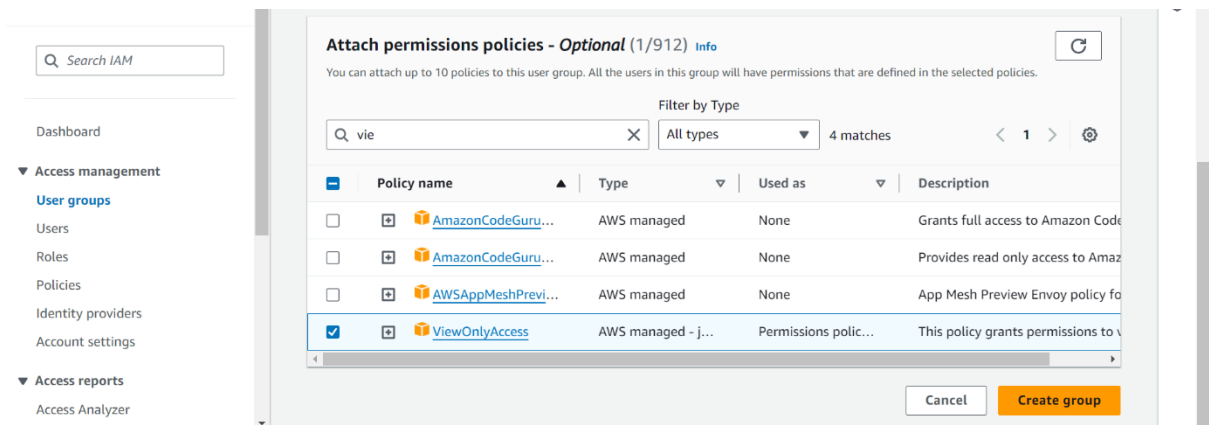 Search IAM
Dashboard
Access management
User groups
Users
Roles
Policies
Identity providers
Account settings
Access reports
Access Analyzer
Attach permissions policies - Optional (1/912) Info
You can attach up to 10 policies to this user group. All the users in this group will have permissions that are defined in the selected policies.
Filter by Type
vie All types 4 matches 1
Policy name Type Used as Description
AmazonCodeGuru... AWS managed None Grants full access to Amazon Code
AmazonCodeGuru... AWS managed None Provides read only access to Amaz
AWSAppMeshPrevi... AWS managed None App Mesh Preview Envoy policy fo
ViewOnlyAccess AWS managed - j... Permissions polic... This policy grants permissions to v
Cancel Create group